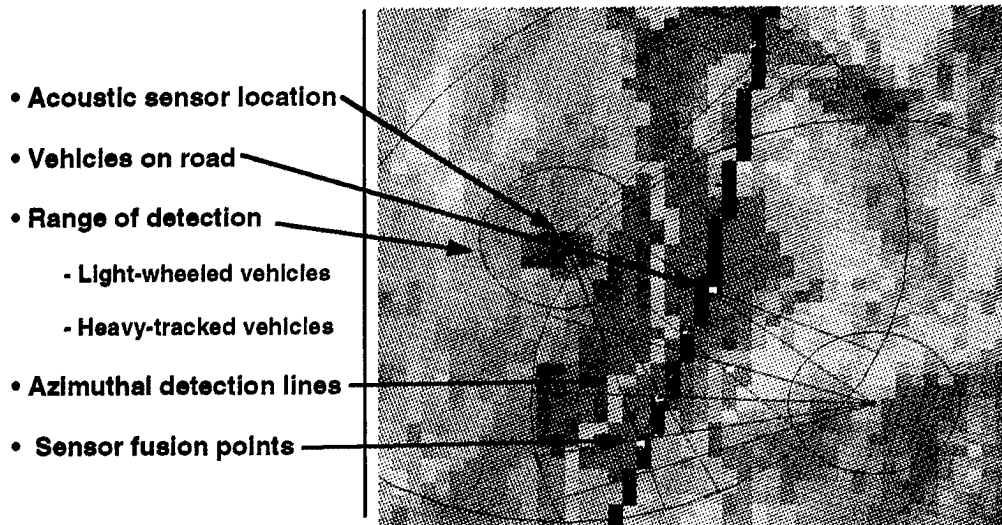 • Acoustic sensor location
• Vehicles on road
• Range of detection
- Light-wheeled vehicles
- Heavy-tracked vehicles
• Azimuthal detection lines
• Sensor fusion points